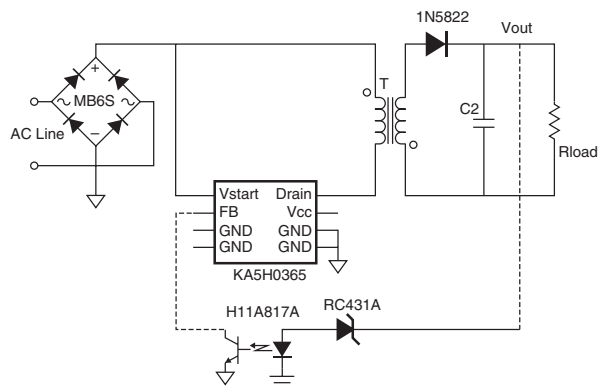 1N5822
Vout
+
~ MB6S ~
−
AC Line
T
C2
Rload
Vstart Drain
FB Vcc
GND GND
GND GND
KA5H0365
H11A817A
RC431A